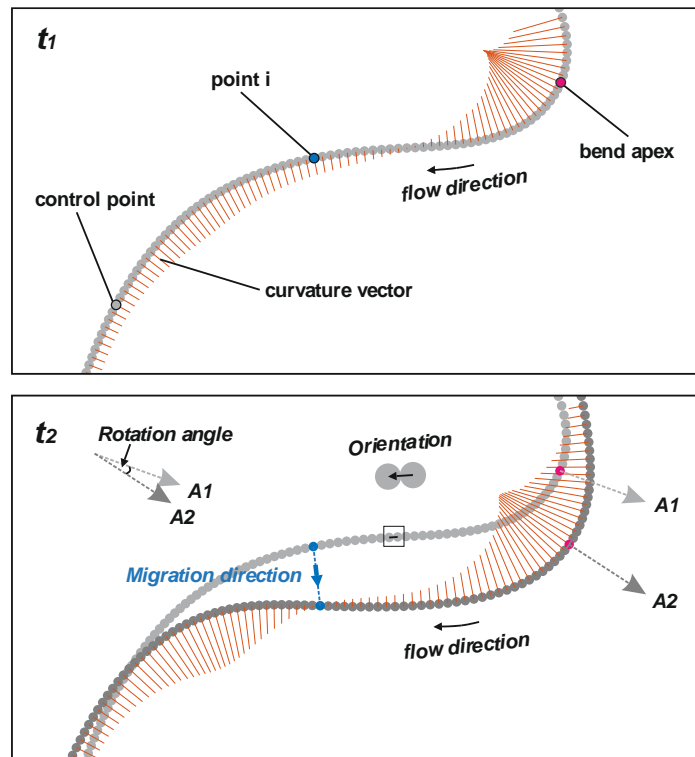 t1
point i
bend apex
flow direction
control point
curvature vector
t2
Rotation angle
A1
A2
Orientation
A1
Migration direction
A2
flow direction